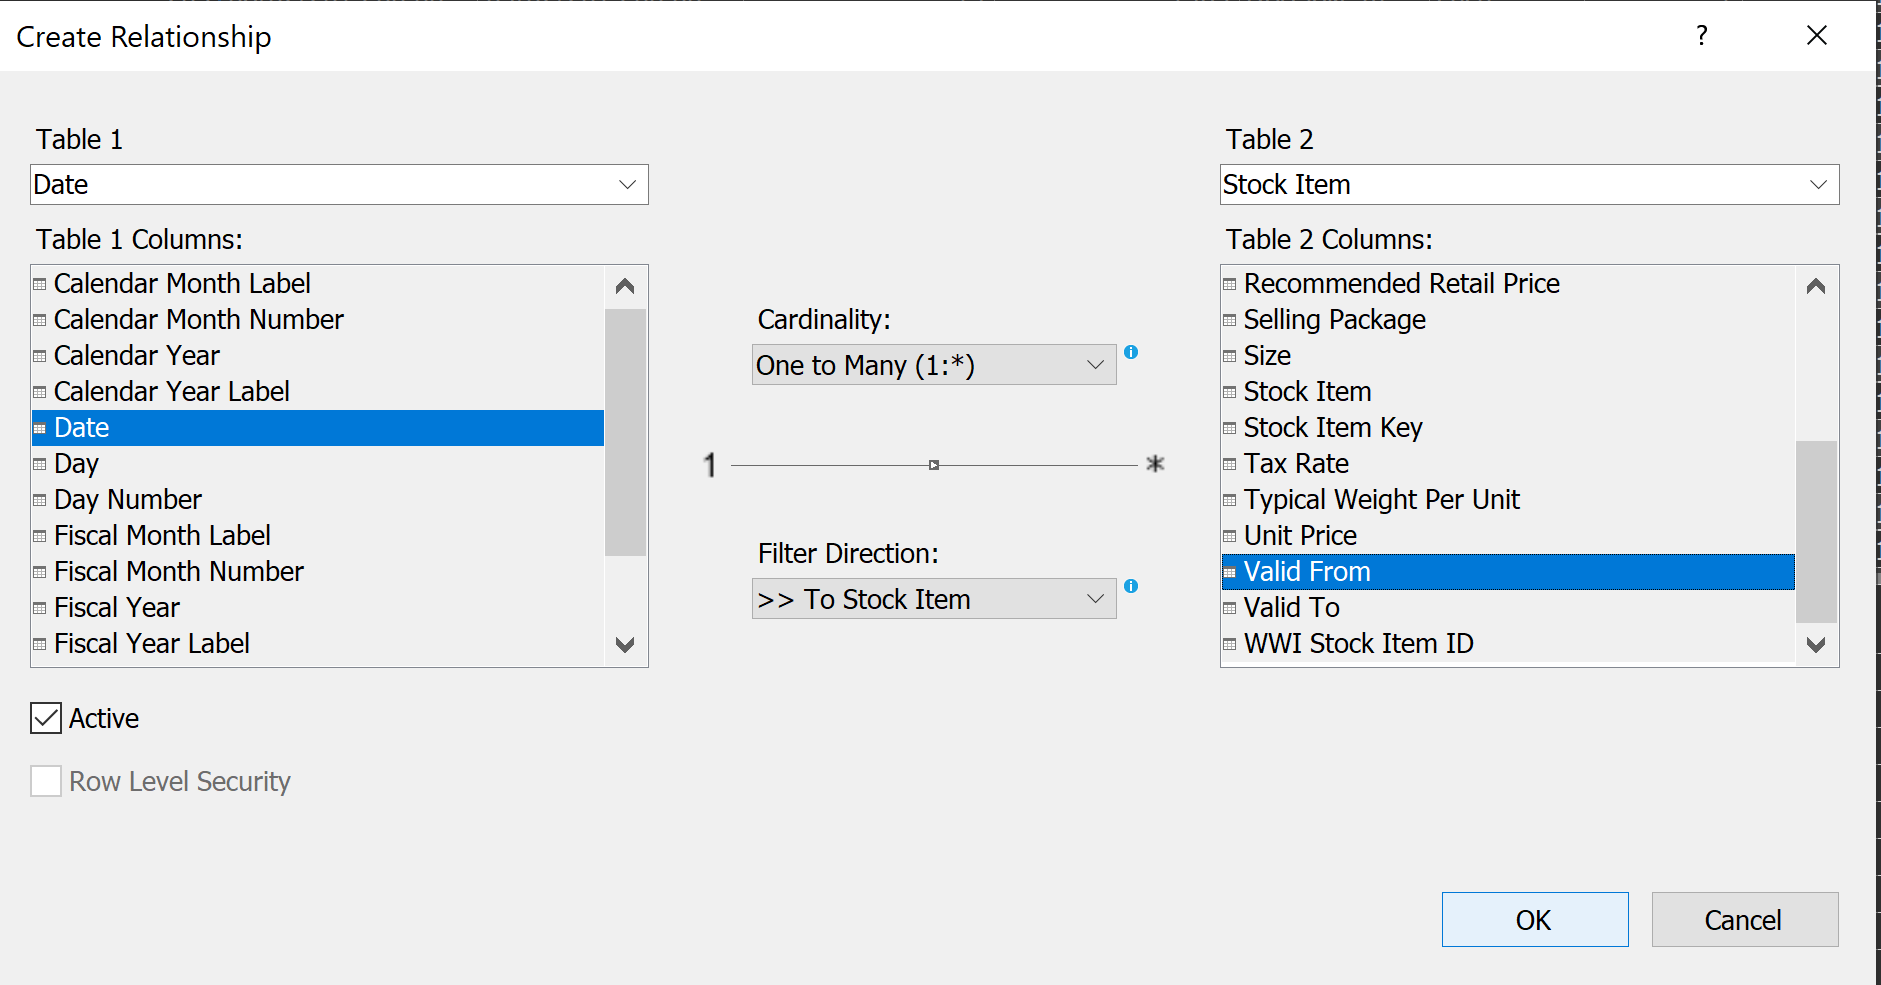 Create Relationship
?
Table 1
Date
Table 1 Columns:
Calendar Month Label
Calendar Month Number
Calendar Year
Calendar Year Label
Date
Day
Day Number
Fiscal Month Label
Fiscal Month Number
Fiscal Year
Fiscal Year Label
Active
Row Level Security
Cardinality:
One to Many (1:*)
1
*
Filter Direction:
>> To Stock Item
Table 2
Stock Item
Table 2 Columns:
Recommended Retail Price
Selling Package
Size
Stock Item
Stock Item Key
Tax Rate
Typical Weight Per Unit
Unit Price
Valid From
Valid To
WWI Stock Item ID
OK
Cancel